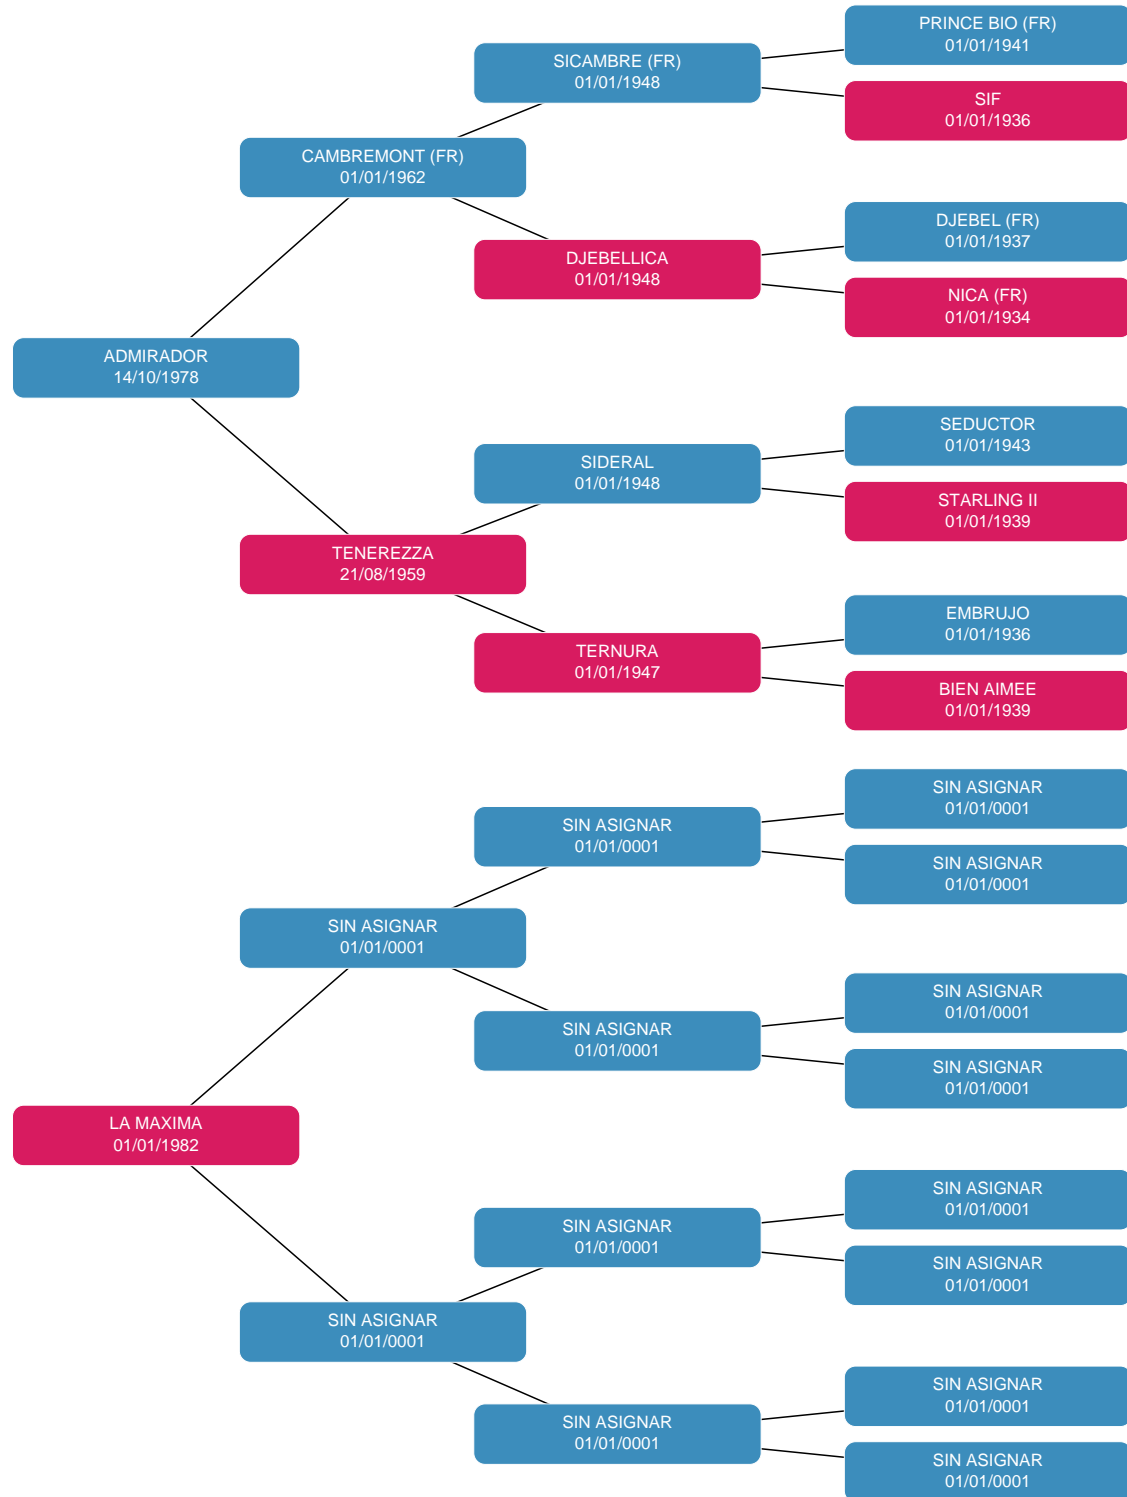 PRINCE BIO (FR)
01/01/1941
SICAMBRE (FR)
01/01/1948
SIF
01/01/1936
CAMBREMONT (FR)
01/01/1962
DJEBEL (FR)
01/01/1937
DJEBELLICA
01/01/1948
NICA (FR)
01/01/1934
ADMIRADOR
14/10/1978
SEDUCTOR
01/01/1943
SIDERAL
01/01/1948
STARLING II
01/01/1939
TENEREZZA
21/08/1959
EMBRUJO
01/01/1936
TERNURA
01/01/1947
BIEN AIMEE
01/01/1939
SIN ASIGNAR
01/01/0001
SIN ASIGNAR
01/01/0001
SIN ASIGNAR
01/01/0001
SIN ASIGNAR
01/01/0001
SIN ASIGNAR
01/01/0001
SIN ASIGNAR
01/01/0001
SIN ASIGNAR
01/01/0001
LA MAXIMA
01/01/1982
SIN ASIGNAR
01/01/0001
SIN ASIGNAR
01/01/0001
SIN ASIGNAR
01/01/0001
SIN ASIGNAR
01/01/0001
SIN ASIGNAR
01/01/0001
SIN ASIGNAR
01/01/0001
SIN ASIGNAR
01/01/0001